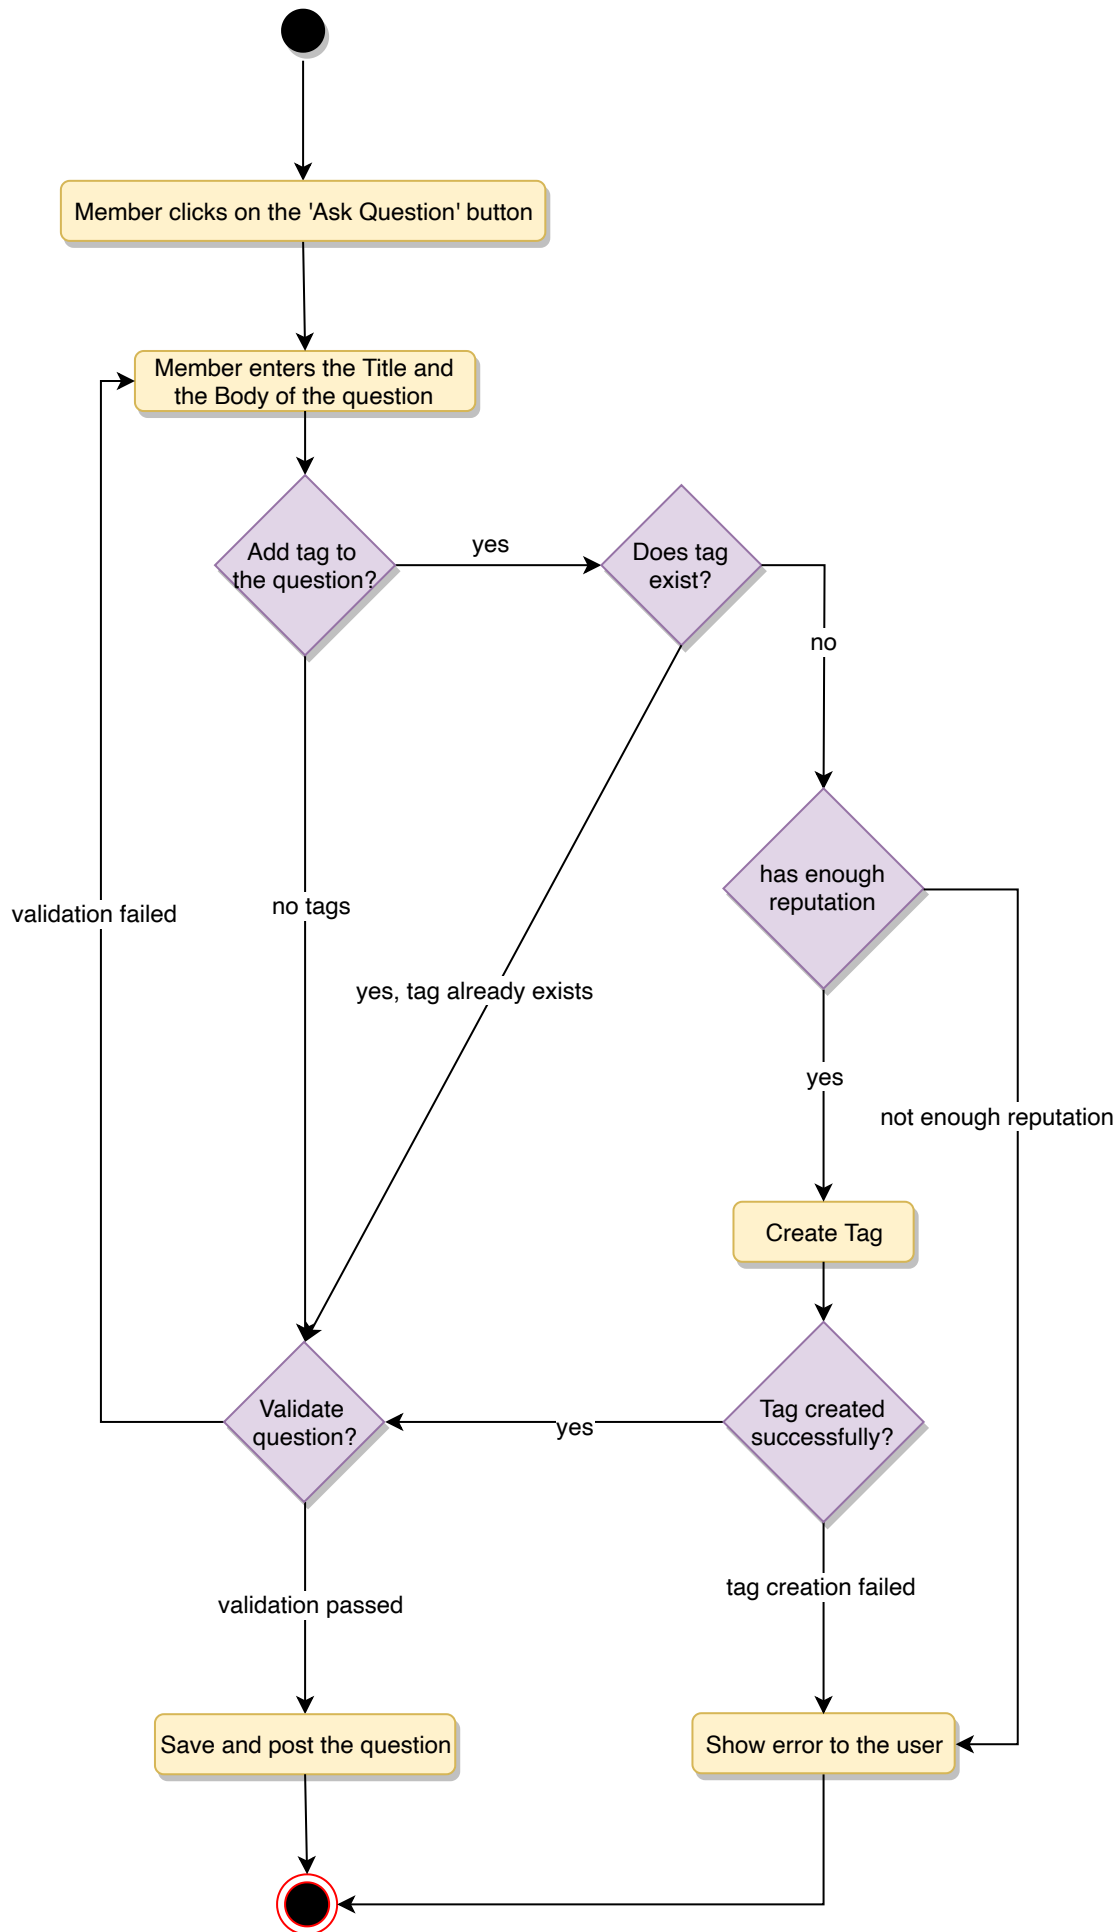 Member clicks on the 'Ask Question' button
Member enters the Title and
the Body of the question
Add tag to
the question?
yes
Does tag
exist?
no
has enough
reputation
validation failed
no tags
yes, tag already exists
yes
not enough reputation
Create Tag
Validate
question?
yes
Tag created
successfully?
tag creation failed
validation passed
Save and post the question
Show error to the user